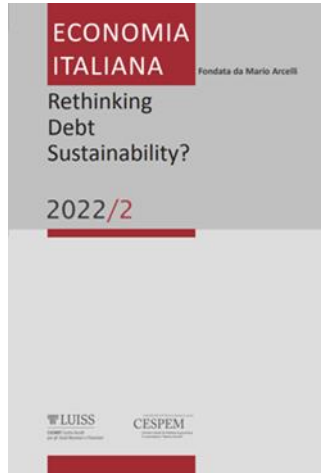 ECONOMIA
ITALIANA
Fondata da Mario Arcelli
Rethinking
Debt
Sustainability?
2022/2
LUISS
CESPEM